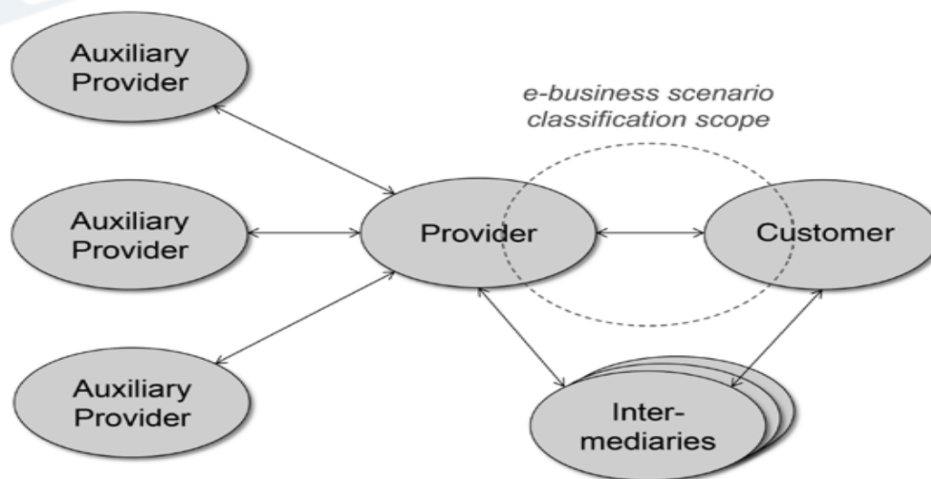 Auxiliary
Provider
e-business scenario
classification scope
Auxiliary
Provider
Provider
Customer
Auxiliary
Provider
Inter-
mediaries